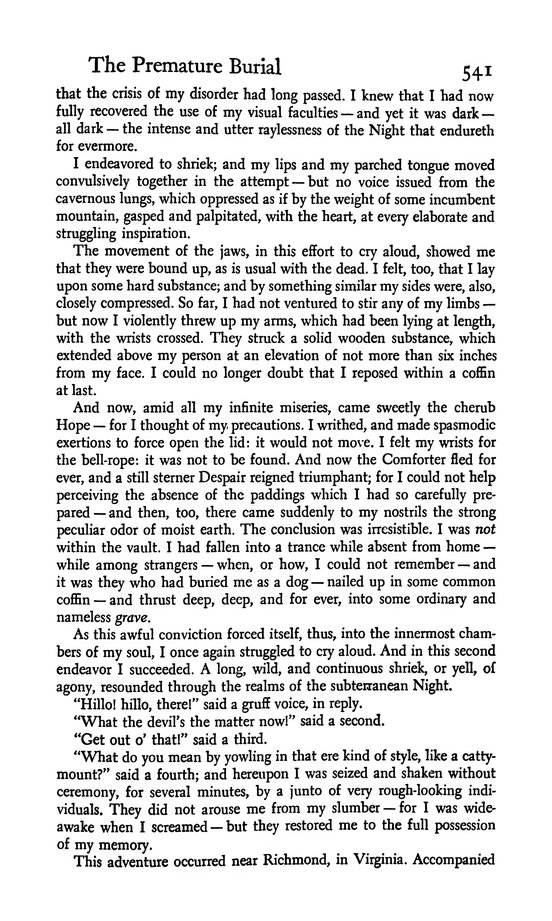 The Premature Burial 541
that the crisis of my disorder had long passed. I knew that I had now
fully recovered the use of my visual faculties — and yet it was dark —
all dark — the intense and utter raylessness of the Night that endureth
for evermore.
I endeavored to shriek; and my lips and my parched tongue moved
convulsively together in the attempt — but no voice issued from the
cavernous lungs, which oppressed as if by the weight of some incumbent
mountain, gasped and palpitated, with the heart, at every elaborate and
struggling inspiration.
The movement of the jaws, in this effort to cry aloud, showed me
that they were bound up, as is usual with the dead. I felt, too, that I lay
upon some hard substance; and by something similar my sides were, also,
closely compressed. So far, I had not ventured to stir any of my limbs —
but now I violently threw up my arms, which had been lying at length,
with the wrists crossed. They struck a solid wooden substance, which
extended above my person at an elevation of not more than six inches
from my face. I could no longer doubt that I reposed within a coffin
at last.
And now, amid all my infinite miseries, came sweetly the cherub
Hope — for I thought of my precautions. I writhed, and made spasmodic
exertions to force open the lid: it would not move. I felt my wrists for
the bell-rope: it was not to be found. And now the Comforter fled for
ever, and a still sterner Despair reigned triumphant; for I could not help
perceiving the absence of the paddings which I had so carefully pre-
pared — and then, too, there came suddenly to my nostrils the strong
peculiar odor of moist earth. The conclusion was irresistible. I was not
within the vault. I had fallen into a trance while absent from home —
while among strangers — when, or how, I could not remember — and
it was they who had buried me as a dog — nailed up in some common
coffin — and thrust deep, deep, and for ever, into some ordinary and
nameless grave.
As this awful conviction forced itself, thus, into the innermost cham-
bers of my soul, I once again struggled to cry aloud. And in this second
endeavor I succeeded. A long, wild, and continuous shriek, or yell, of
agony, resounded through the realms of the subterranean Night.
"Hillo! hillo, there!" said a gruff voice, in reply.
"What the devil's the matter now!" said a second.
"Get out o' that!" said a third.
"What do you mean by yowling in that ere kind of style, like a catty-
mount?" said a fourth; and hereupon I was seized and shaken without
ceremony, for several minutes, by a junto of very rough-looking indi-
viduals. They did not arouse me from my slumber — for I was wide-
awake when I screamed — but they restored me to the full possession
of my memory.
This adventure occurred near Richmond, in Virginia. Accompanied